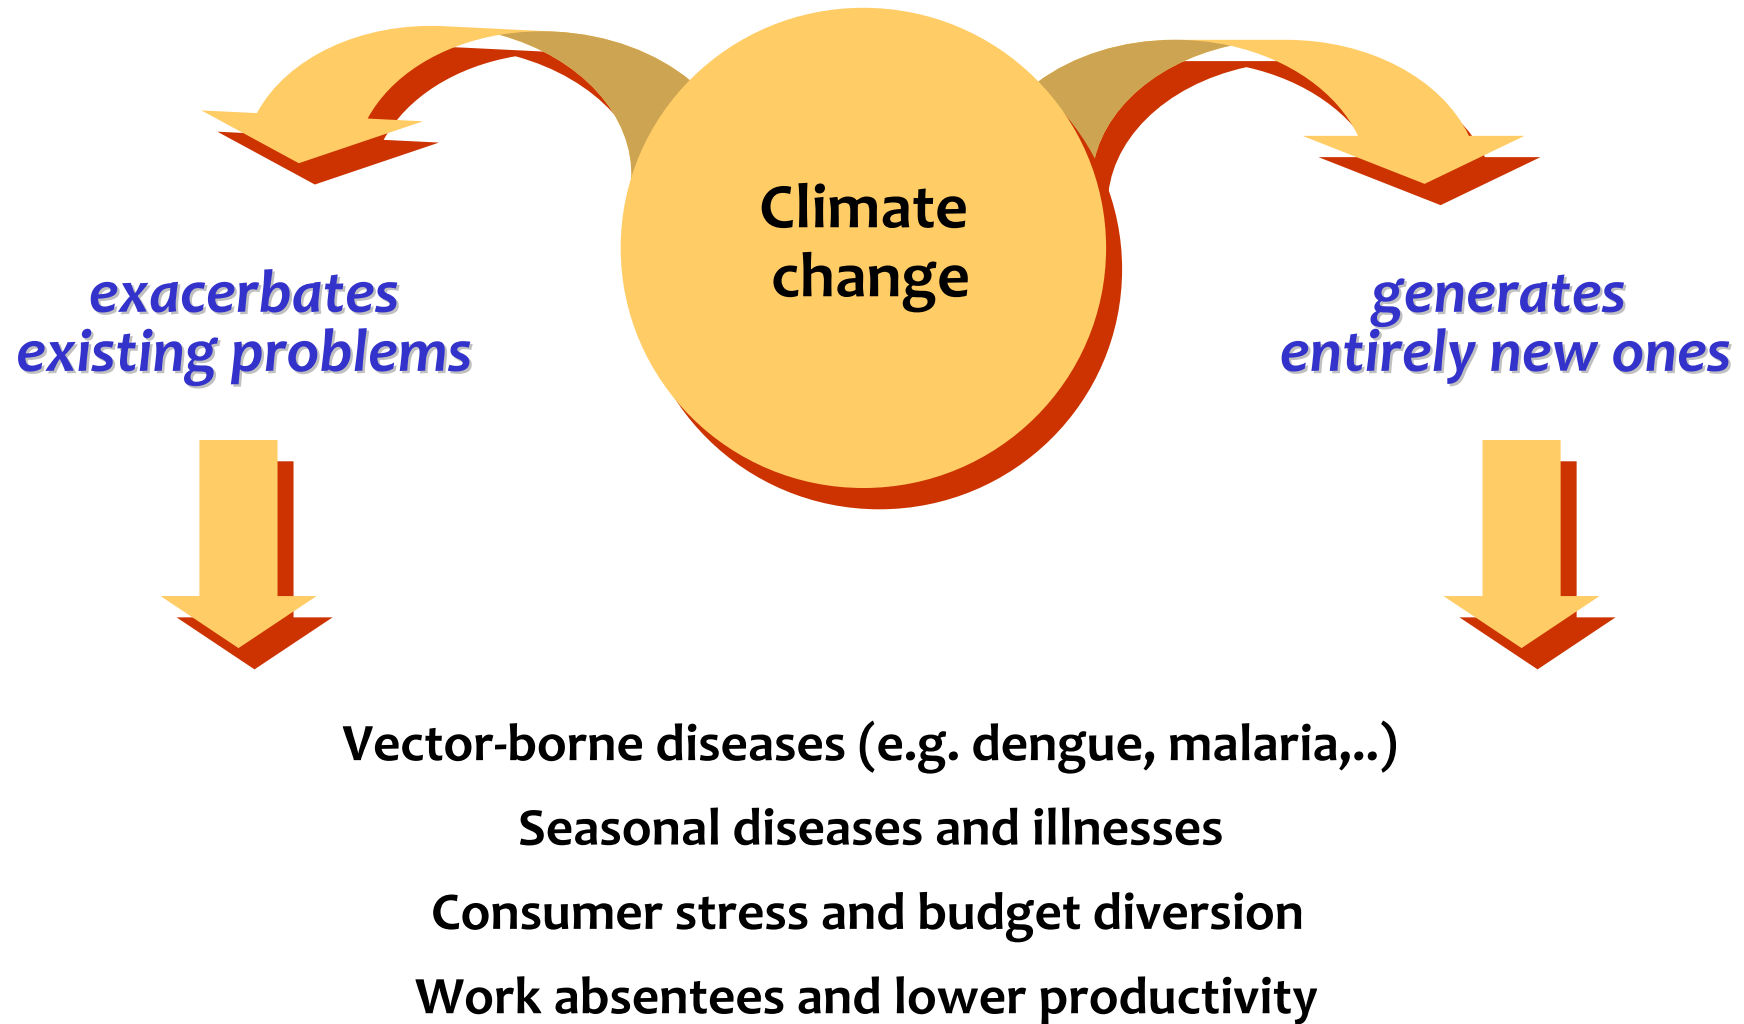 Climate
change
exacerbates
existing problems
generates
entirely new ones
Vector-borne diseases (e.g. dengue, malaria,..)
Seasonal diseases and illnesses
Consumer stress and budget diversion
Work absentees and lower productivity